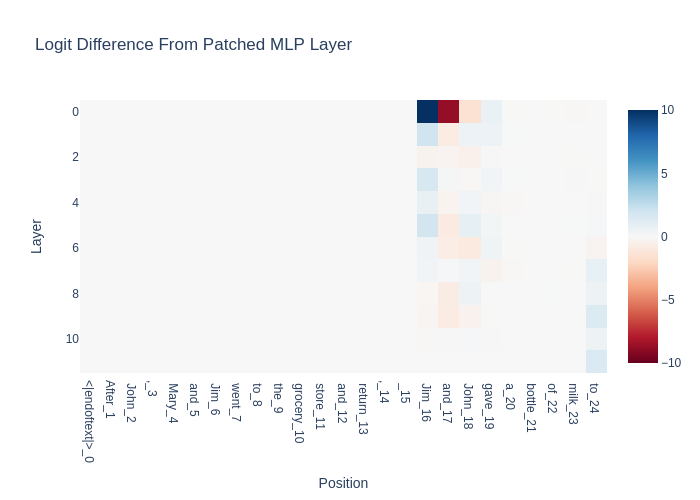 Logit Difference From Patched MLP Layer
0
2
4
6
8
10
Layer
<|endoftext|>_0
After_1
John_2
,_3
Mary_4
and_5
Jim_6
went_7
to_8
the_9
grocery_10
store_11
and_12
return_13
,_14
_15
Jim_16
and_17
John_18
gave_19
a_20
bottle_21
of_22
milk_23
to_24
Position
10
5
0
−5
−10